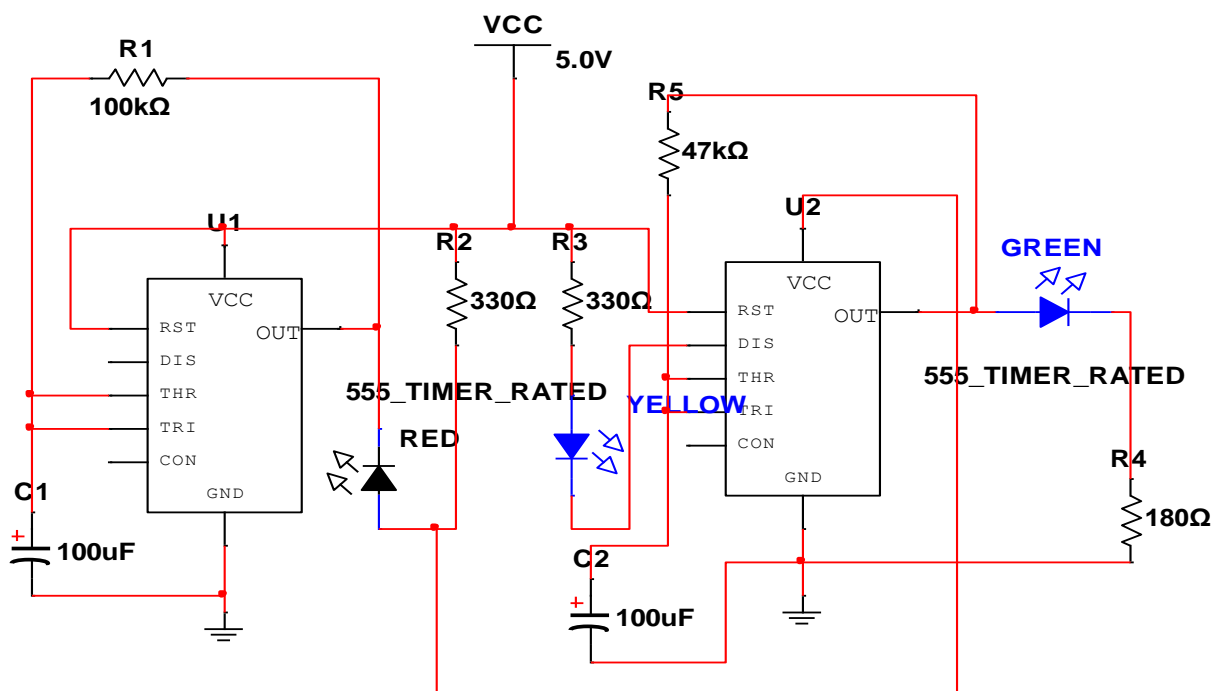 VCC
5.0V
R1
100kΩ
R5
47kΩ
U1
R2
330Ω
R3
330Ω
U2
GREEN
VCC
RST
OUT
DIS
THR
TRI
CON
GND
VCC
RST
OUT
DIS
THR
TRI
CON
GND
555_TIMER_RATED
555_TIMER_RATED
YELLOW
RED
C1
+
100uF
R4
180Ω
C2
+
100uF